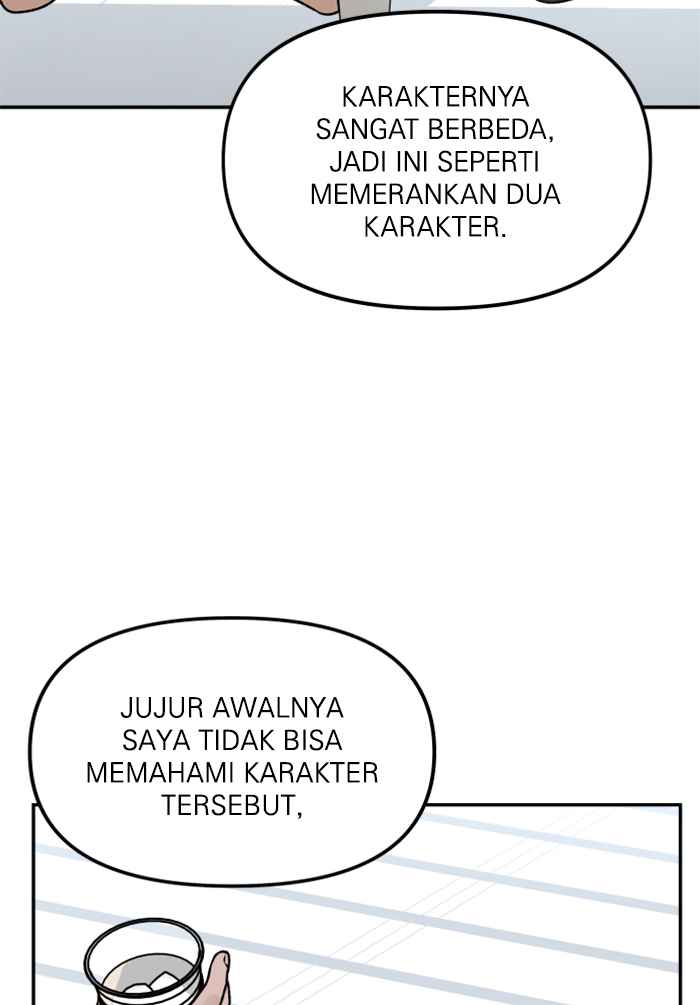 KARAKTERNYA
SANGAT BERBEDA,
JADI INI SEPERTI
MEMERANKAN DUA
KARAKTER.
JUJUR AWALNYA
SAYA TIDAK BISA
MEMAHAMI KARAKTER
TERSEBUT,